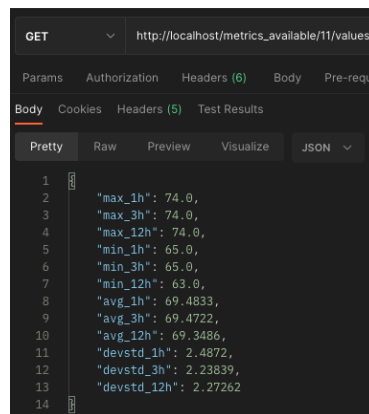 GET http://localhost/metrics_available/11/values
Params Authorization Headers (6) Body
Body Cookies Headers (5) Test Results
Pretty Raw Preview Visualize JSON
1 {
2 "max_1h": 74.0,
3 "max_3h": 74.0,
4 "max_12h": 74.0,
5 "min_1h": 65.0,
6 "min_3h": 65.0,
7 "min_12h": 63.0,
8 "avg_1h": 69.4833,
9 "avg_3h": 69.4722,
10 "avg_12h": 69.3486,
11 "devstd_1h": 2.4872,
12 "devstd_3h": 2.23839,
13 "devstd_12h": 2.27262
14 }